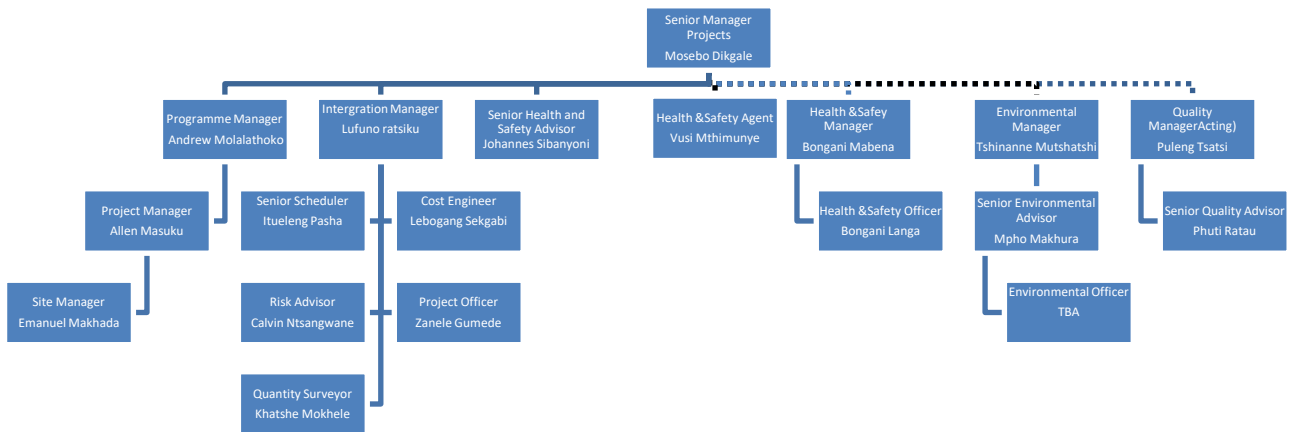 Senior Manager
Projects
Mosebo Dikgale
Programme Manager
Andrew Molalathoko
Intergration Manager
Lufuno ratsiku
Senior Health and
Safety Advisor
Johannes Sibanyoni
Health &Safety Agent
Vusi Mthimunye
Health &Safey
Manager
Bongani Mabena
Environmental
Manager
Tshinanne Mutshatshi
Quality
ManagerActing)
Puleng Tsatsi
Project Manager
Allen Masuku
Senior Scheduler
Itueleng Pasha
Cost Engineer
Lebogang Sekgabi
Health &Safety Officer
Bongani Langa
Senior Environmental
Advisor
Mpho Makhura
Senior Quality Advisor
Phuti Ratau
Site Manager
Emanuel Makhada
Risk Advisor
Calvin Ntsangwane
Project Officer
Zanele Gumede
Environmental Officer
TBA
Quantity Surveyor
Khatshe Mokhele